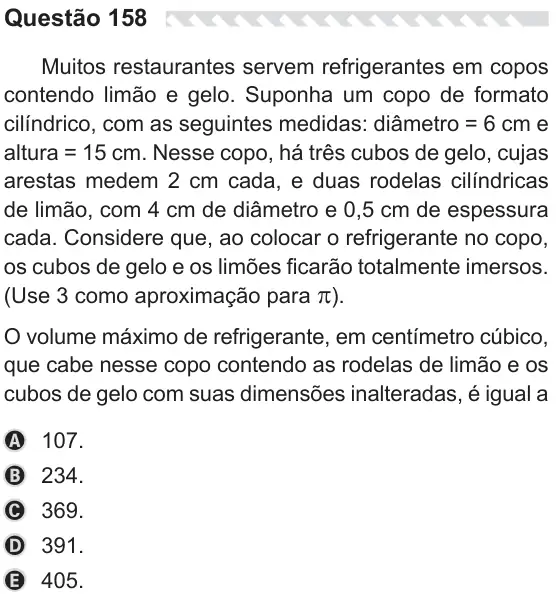 Questão 158
Muitos restaurantes servem refrigerantes em copos
contendo limão e gelo. Suponha um copo de formato
cilíndrico, com as seguintes medidas: diâmetro = 6 cm e
altura = 15 cm. Nesse copo, há três cubos de gelo, cujas
arestas medem 2 cm cada, e duas rodelas cilíndricas
de limão, com 4 cm de diâmetro e 0,5 cm de espessura
cada. Considere que, ao colocar o refrigerante no copo,
os cubos de gelo e os limões ficarão totalmente imersos.
(Use 3 como aproximação para π).
O volume máximo de refrigerante, em centímetro cúbico,
que cabe nesse copo contendo as rodelas de limão e os
cubos de gelo com suas dimensões inalteradas, é igual a
A 107.
B 234.
C 369.
D 391.
E 405.